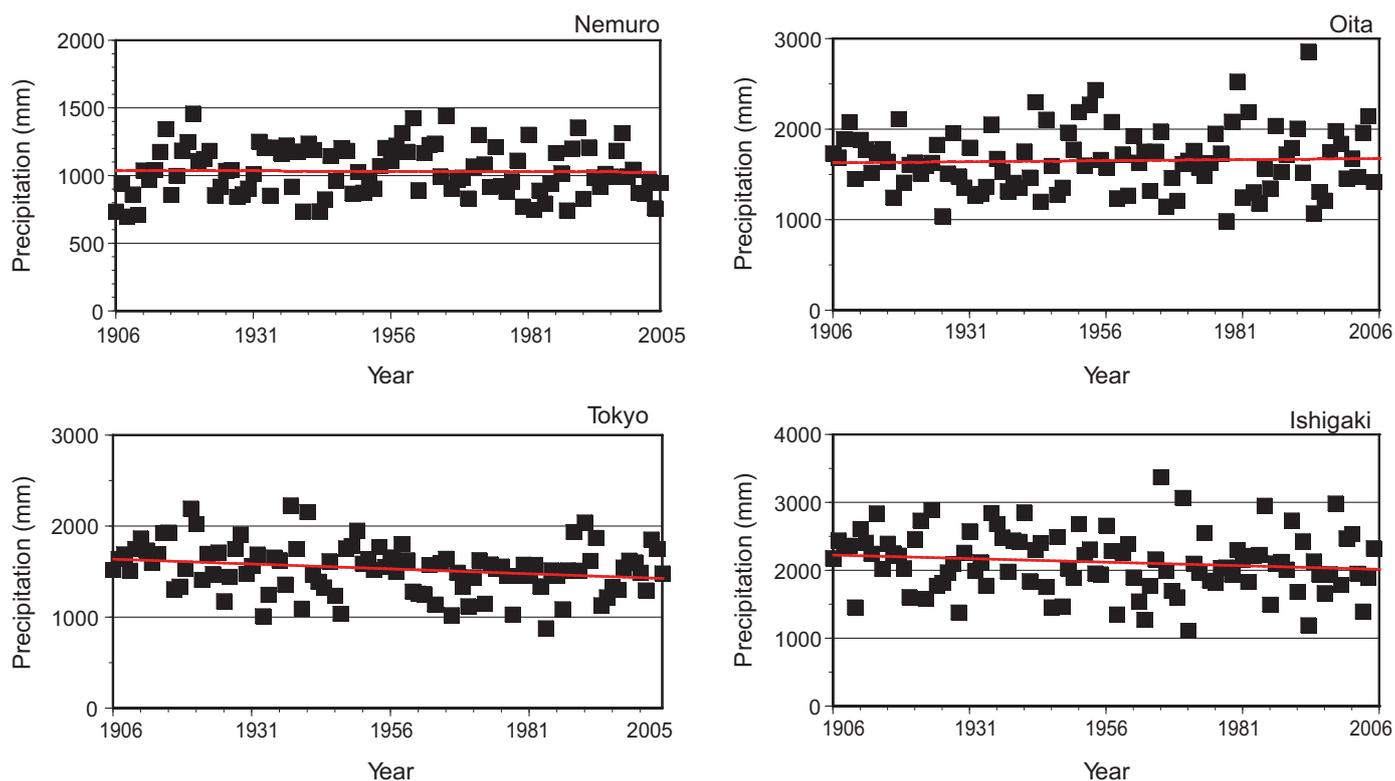 Nemuro
Precipitation (mm)
2000
1500
1000
500
0
1906 1931 1956 1981 2005
Year
Oita
Precipitation (mm)
3000
2000
1000
0
1906 1931 1956 1981 2006
Year
Tokyo
Precipitation (mm)
3000
2000
1000
0
1906 1931 1956 1981 2005
Year
Ishigaki
Precipitation (mm)
4000
3000
2000
1000
0
1906 1931 1956 1981 2006
Year